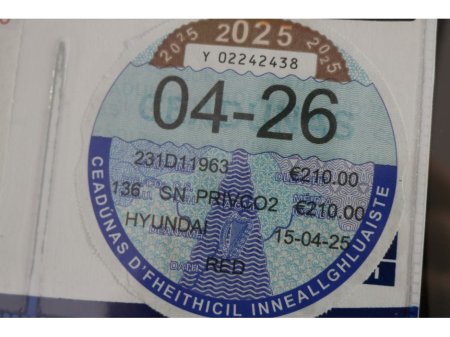 2025 2025 2025
Y 02242438
04-26
231D11963 €210.00
136 SN PRIVCO2 €210.00
HYUNDAI 15-04-25
RED
CEADÚNAS D'FHEITHICIL INNEALLGHLUAISTE